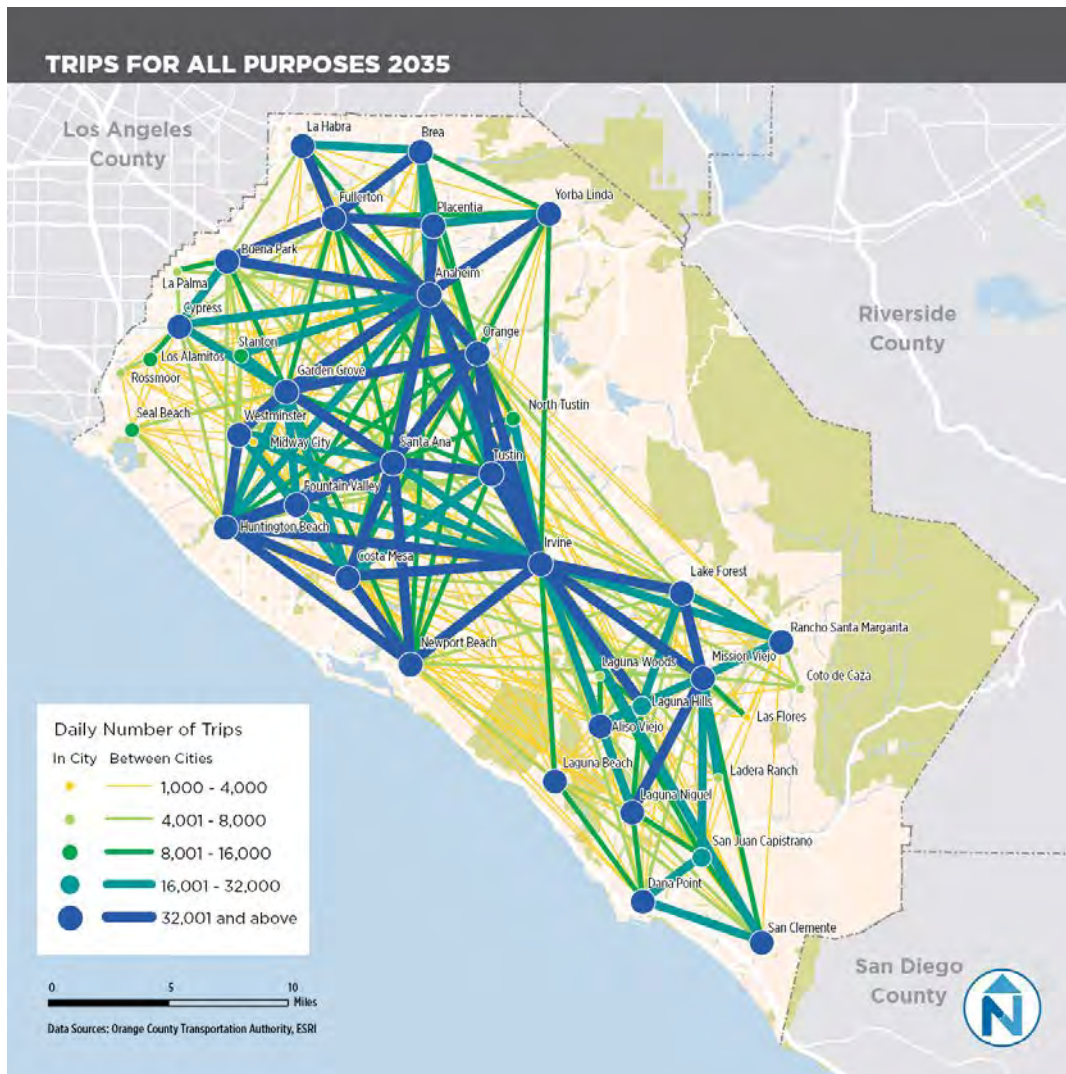 TRIPS FOR ALL PURPOSES 2035
Los Angeles
County
La Habra
Brea
Fullerton
Placentia
Yorba Linda
Buena Park
La Palma
Anaheim
Cypress
Riverside
County
Stanton
Orange
Los Alamitos
Garden Grove
Rossmoor
North Tustin
Seal Beach
Westminster
Midway City
Santa Ana
Tustin
Fountain Valley
Huntington Beach
Irvine
Costa Mesa
Lake Forest
Rancho Santa Margarita
Newport Beach
Mission Viejo
Laguna Woods
Coto de Caza
Laguna Hills
Las Flores
Aliso Viejo
Laguna Beach
Ladera Ranch
Laguna Niguel
San Juan Capistrano
Dana Point
San Clemente
San Diego
County
N
Daily Number of Trips
In City Between Cities
1,000 - 4,000
4,001 - 8,000
8,001 - 16,000
16,001 - 32,000
32,001 and above
0 5 10
Miles
Data Sources: Orange County Transportation Authority, ESRI